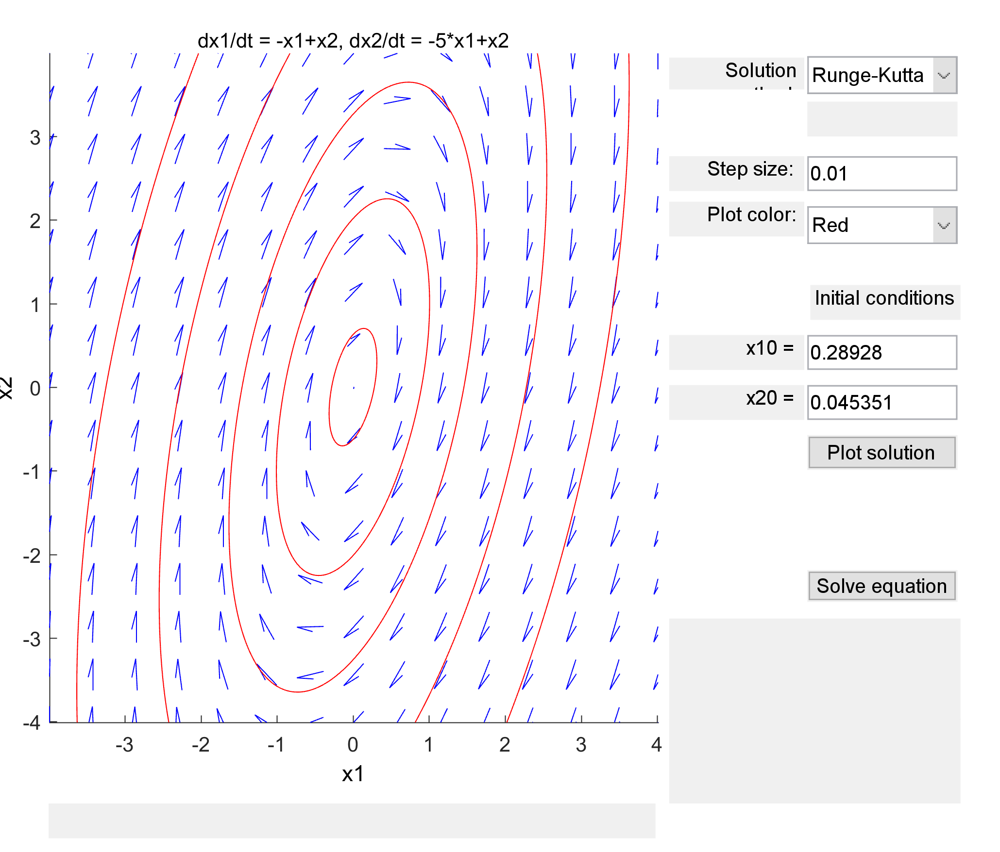 dx1/dt = -x1+x2, dx2/dt = -5*x1+x2
Solution
Runge-Kutta
Step size:
0.01
Plot color:
Red
Initial conditions
x10 =
0.28928
x20 =
0.045351
Plot solution
Solve equation
x2
3
2
1
0
-1
-2
-3
-4
-3
-2
-1
0
1
2
3
4
x1